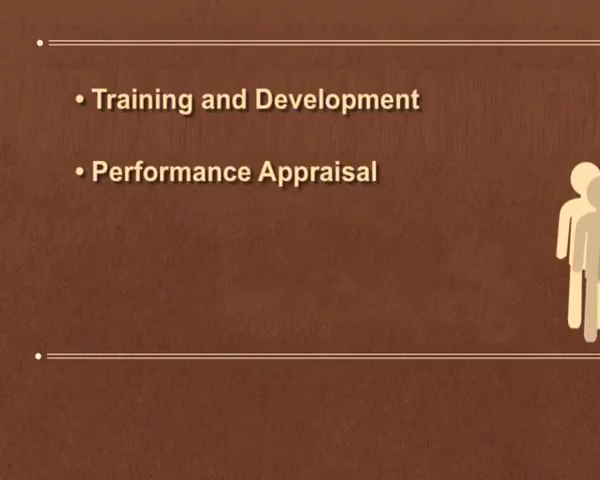 • Training and Development
• Performance Appraisal